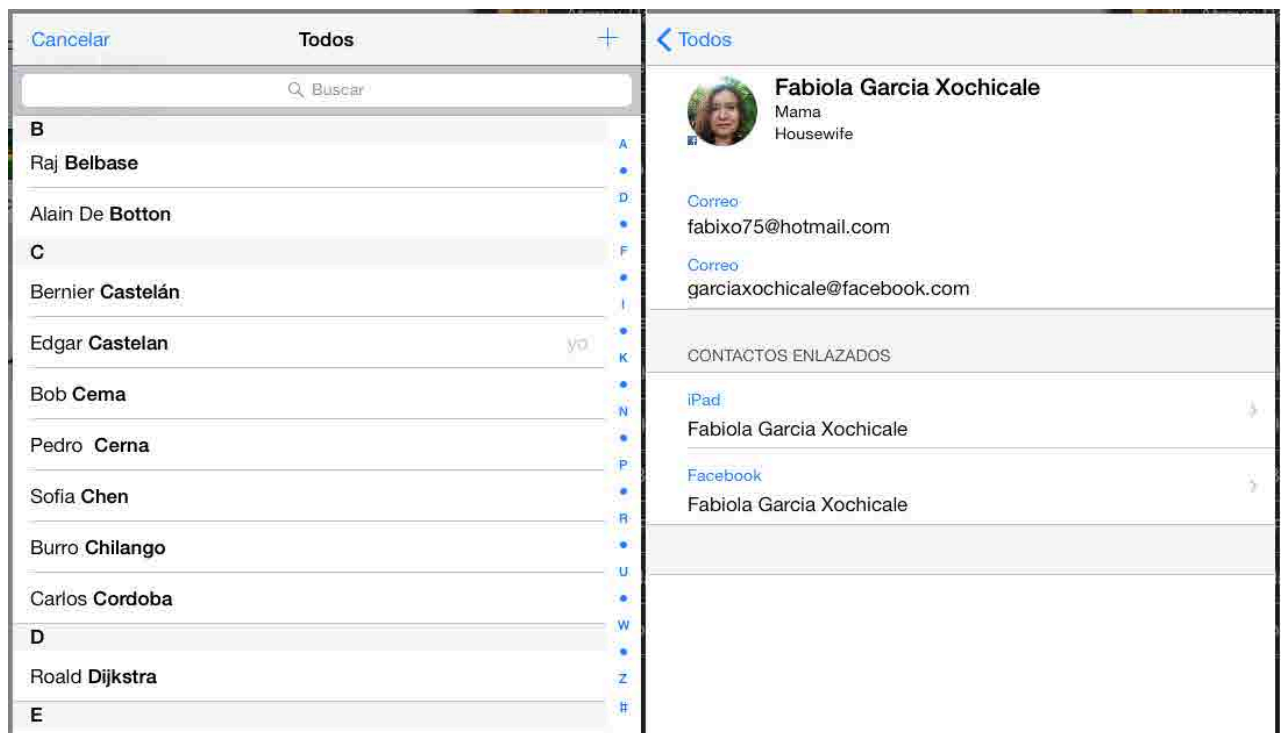 Cancelar
Todos
Buscar
B
Raj Belbase
Alain De Botton
C
Bernier Castelán
Edgar Castelan yo
Bob Cema
Pedro Cerna
Sofia Chen
Burro Chilango
Carlos Cordoba
D
Roald Dijkstra
E
A
D
F
I
K
N
P
R
U
W
Z
#
Todos
Fabiola Garcia Xochicale
Mama
Housewife
Correo
fabixo75@hotmail.com
Correo
garciaxochicale@facebook.com
CONTACTOS ENLAZADOS
iPad
Fabiola Garcia Xochicale
Facebook
Fabiola Garcia Xochicale